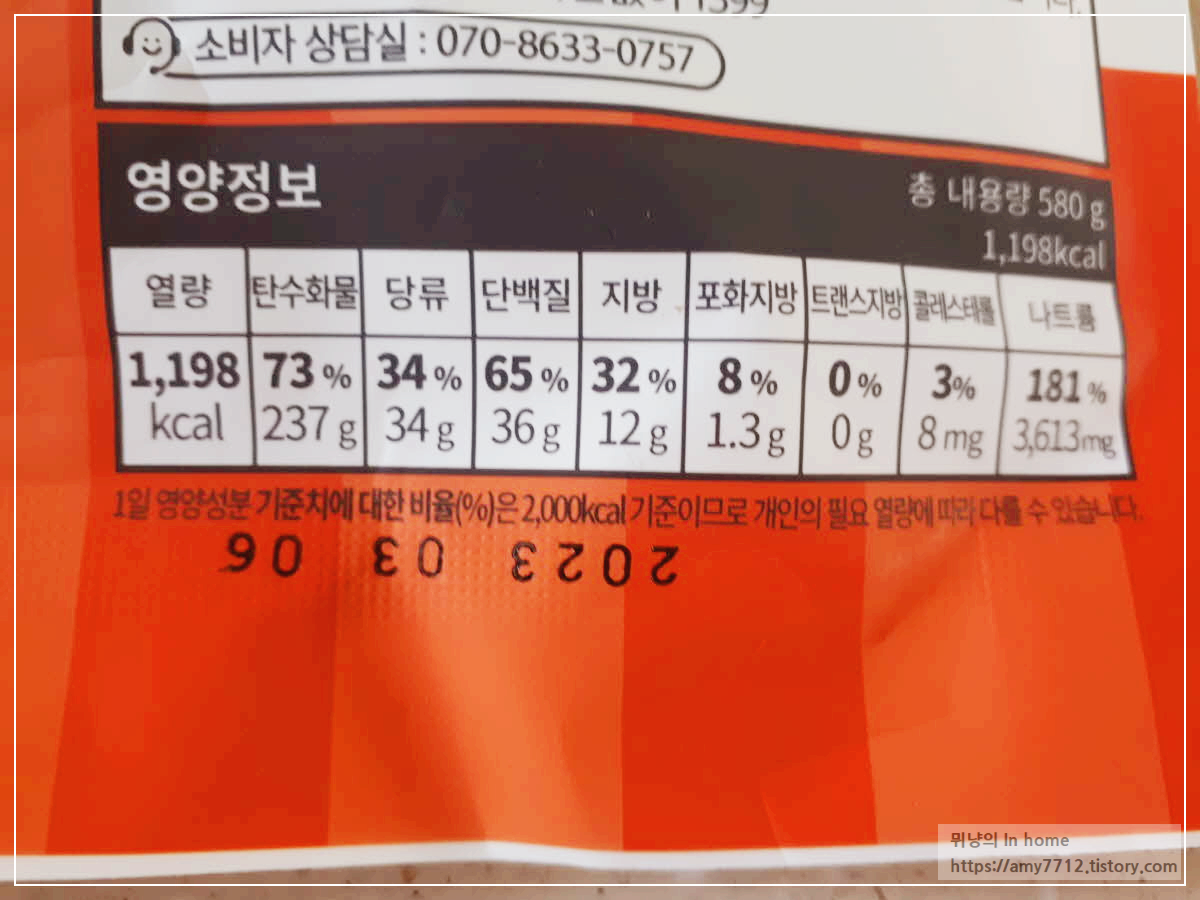 소비자 상담실 : 070-8633-0757
영양정보
총 내용량 580 g
1,198kcal
열량 탄수화물 당류 단백질 지방 포화지방 트랜스지방 콜레스테롤 나트륨
1,198 73 % 34 % 65 % 32 % 8 % 0 % 3% 181 %
kcal 237 g 34 g 36 g 12 g 1.3 g 0 g 8 mg 3,613mg
1일 영양성분 기준치에 대한 비율(%)은 2,000kcal 기준이므로 개인의 필요 열량에 따라 다를 수 있습니다.
2023 03 06
뮈냥의 In home
https://amy7712.tistory.com